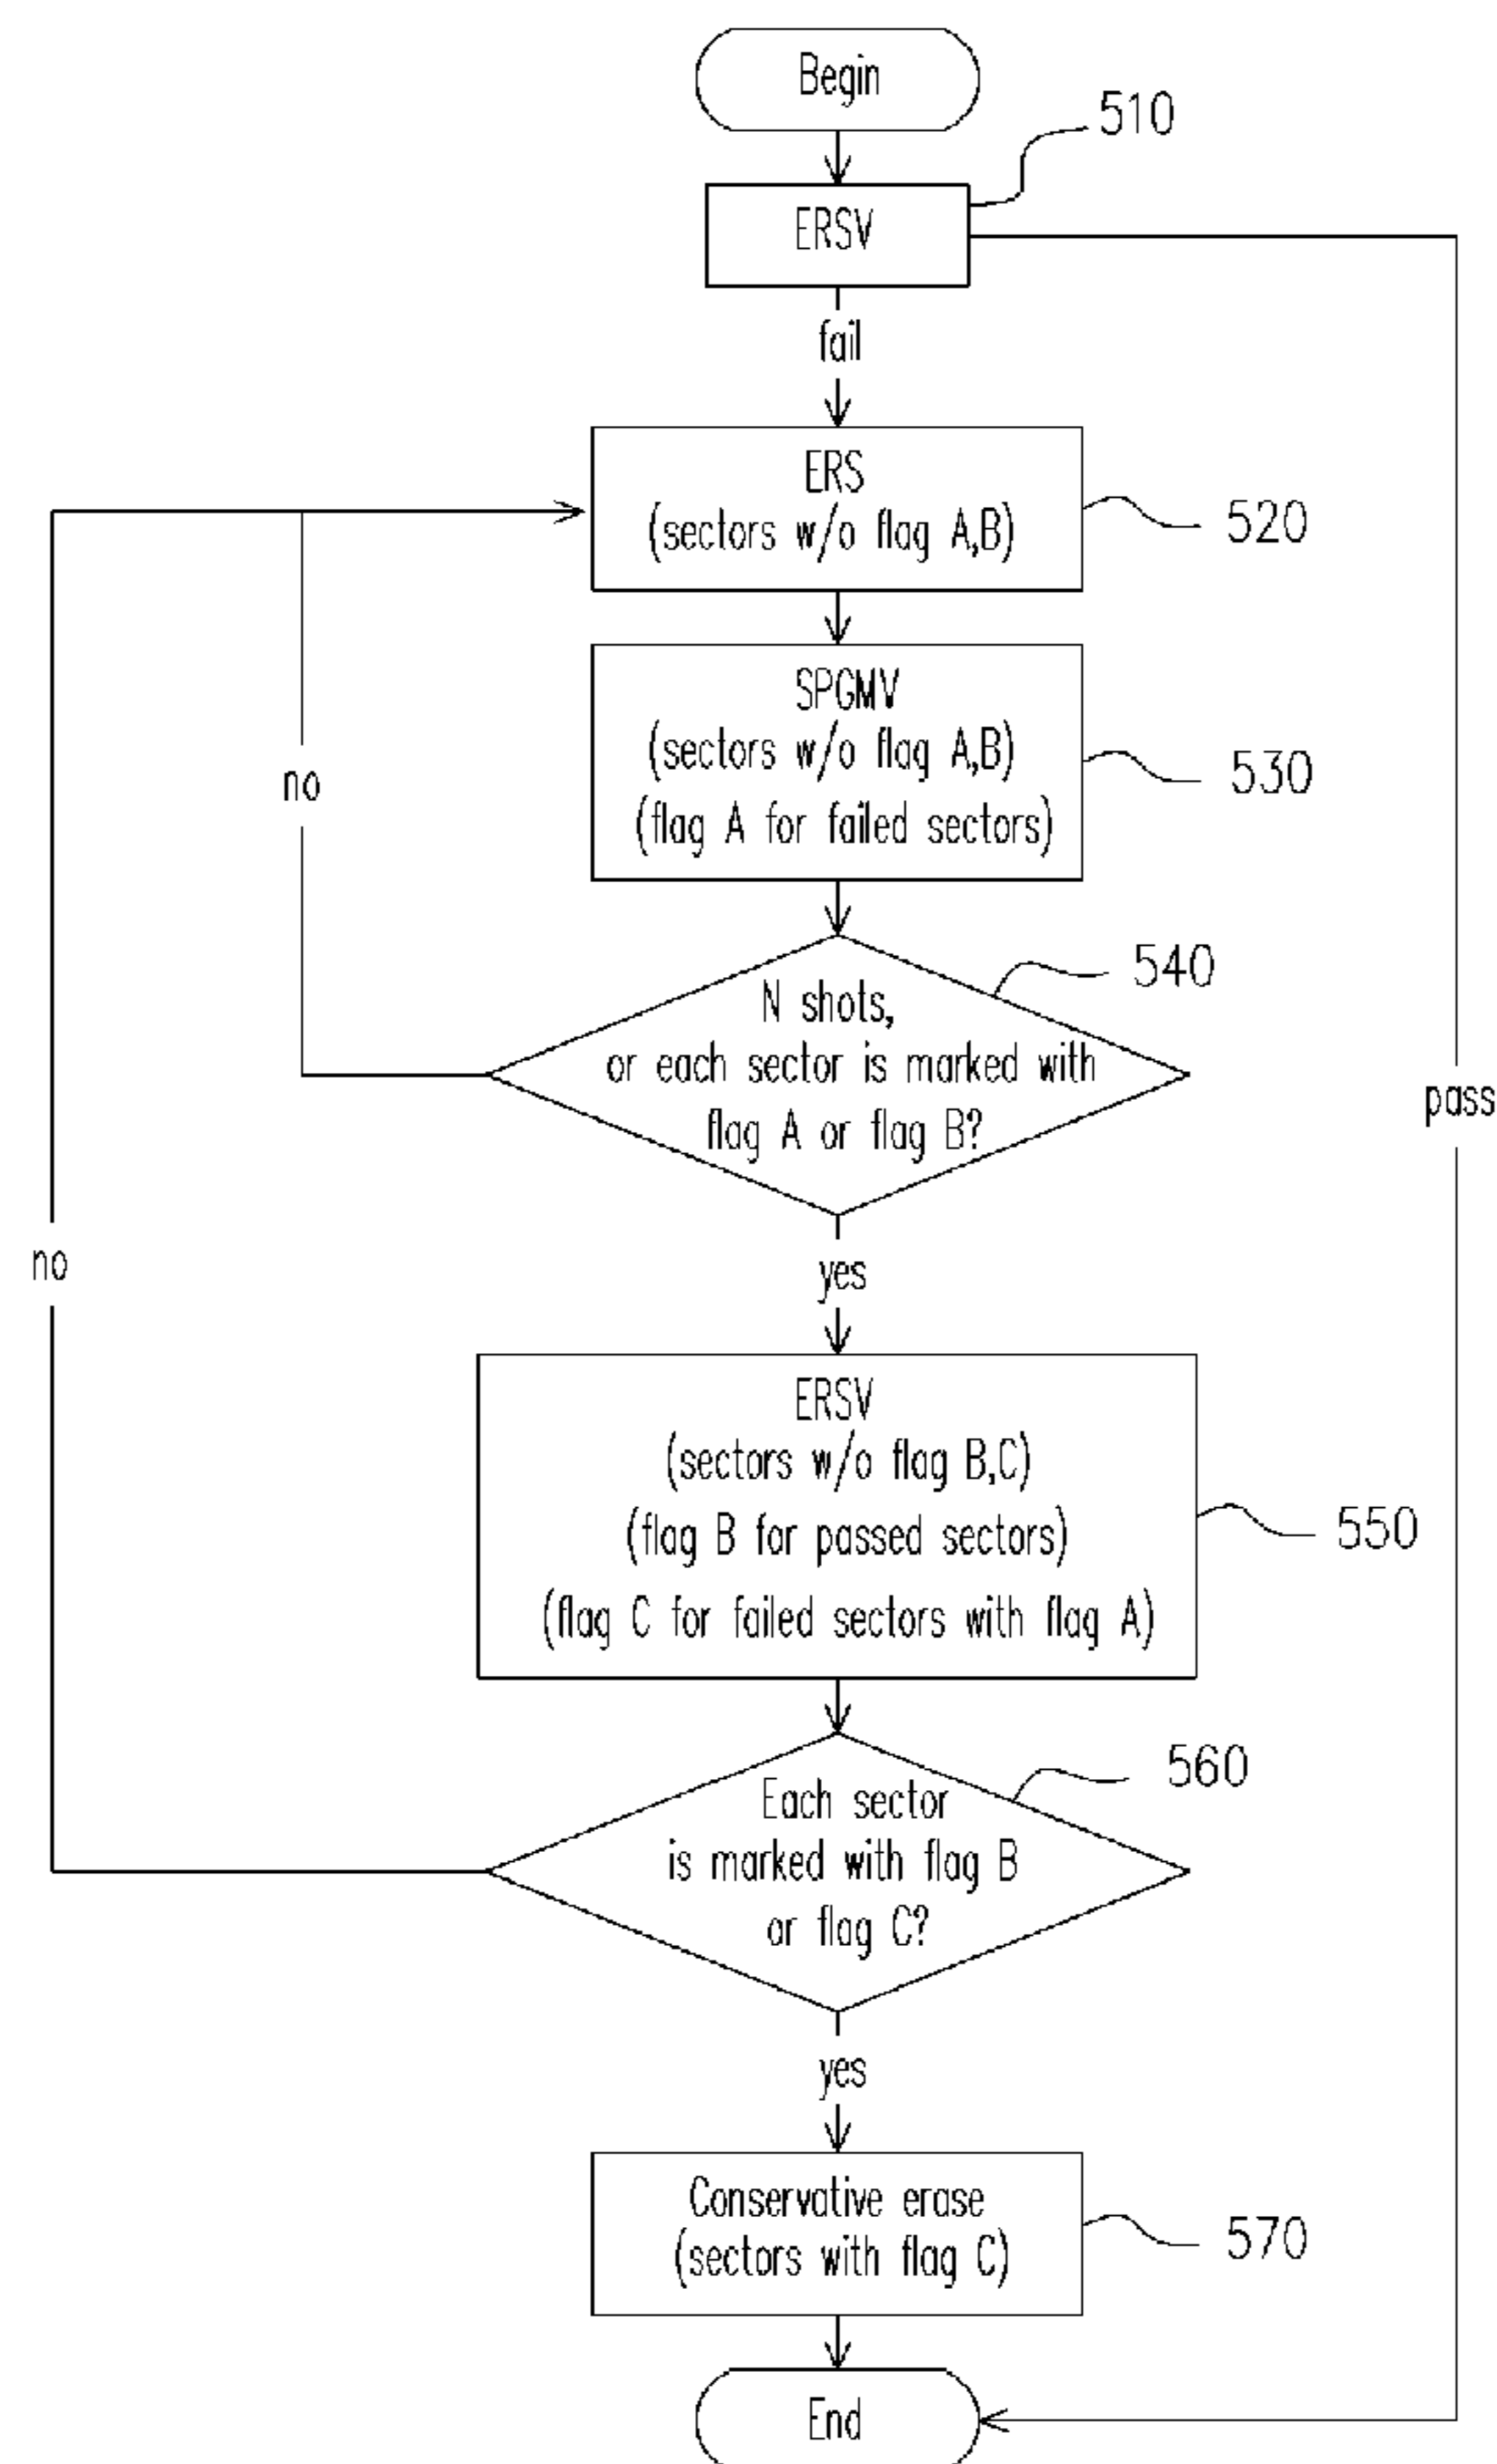 Begin
510
ERSV
fail
ERS
(sectors w/o flag A,B)
520
SPGMV
(sectors w/o flag A,B)
(flag A for failed sectors)
530
no
540
N shots,
or each sector is marked with
flag A or flag B?
pass
yes
no
ERSV
(sectors w/o flag B,C)
(flag B for passed sectors)
(flag C for failed sectors with flag A)
550
560
Each sector
is marked with flag B
or flag C?
yes
Conservative erase
(sectors with flag C)
570
End